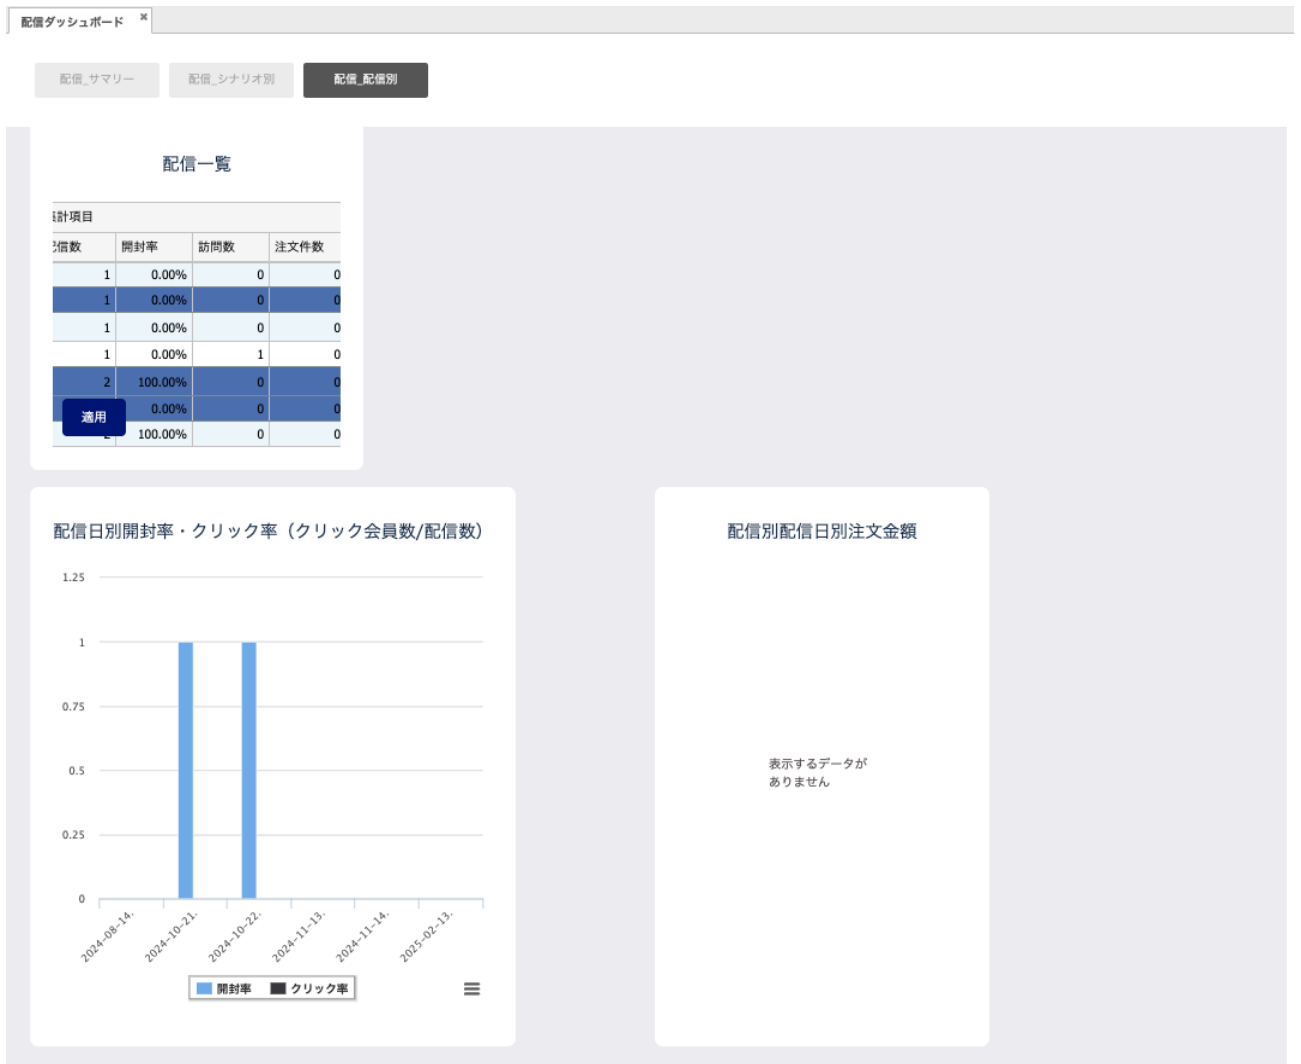 配信ダッシュボード ×
配信_サマリー 配信_シナリオ別 配信_配信別
配信一覧
計項目
信数 開封率 訪問数 注文件数
1 0.00% 0 0
1 0.00% 0 0
1 0.00% 0 0
1 0.00% 1 0
2 100.00% 0 0
適用 0.00% 0 0
100.00% 0 0
配信日別開封率・クリック率（クリック会員数/配信数）
1.25
1
0.75
0.5
0.25
0
2024-08-14. 2024-10-21. 2024-10-22. 2024-11-13. 2024-11-14. 2025-02-13.
開封率 クリック率
配信別配信日別注文金額
表示するデータが
ありません